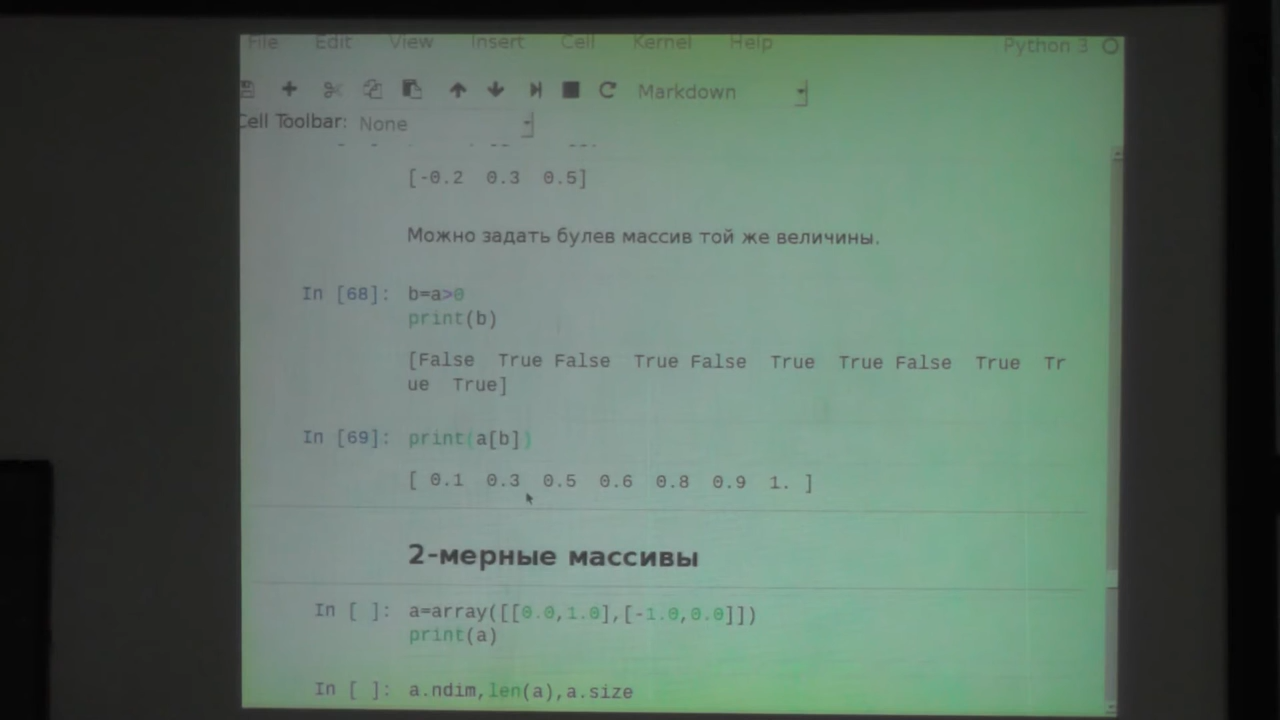 File Edit View Insert Cell Kernel Help Python 3
Markdown
Cell Toolbar: None
[-0.2 0.3 0.5]
Можно задать булев массив той же величины.
In [68]: b=a>0
print(b)
[False True False True False True True False True Tr
ue True]
In [69]: print(a[b])
[ 0.1 0.3 0.5 0.6 0.8 0.9 1. ]
2-мерные массивы
In [ ]: a=array([[0.0,1.0],[-1.0,0.0]])
print(a)
In [ ]: a.ndim,len(a),a.size